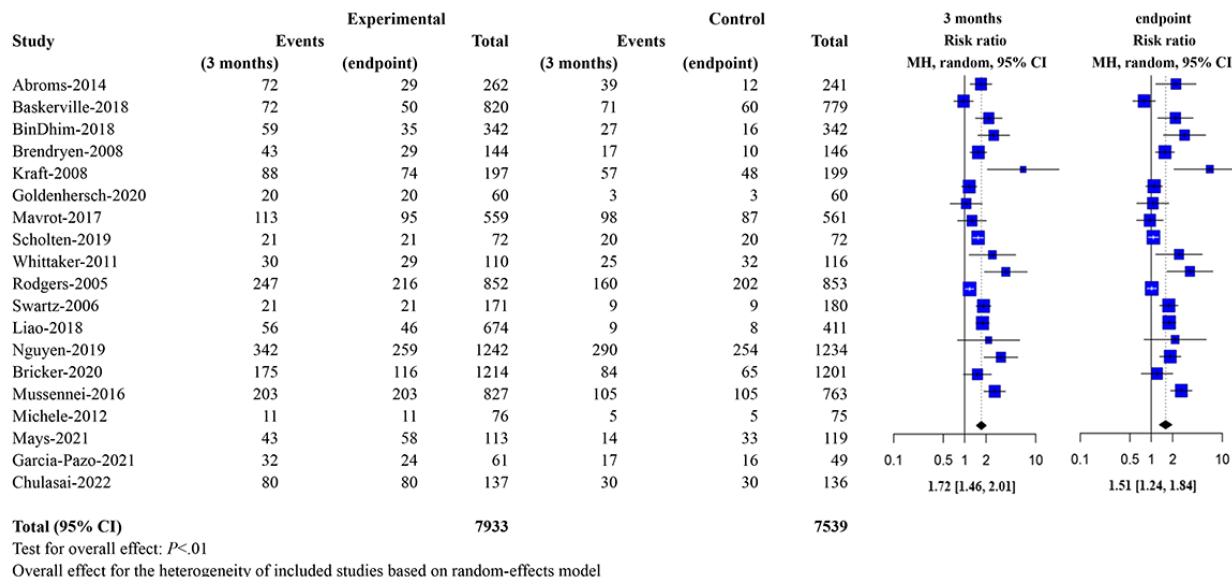 Experimental Control 3 months endpoint
Study Events Total Events Total Risk ratio Risk ratio
(3 months) (endpoint) (3 months) (endpoint) MH, random, 95% CI MH, random, 95% CI
Abroms-2014 72 29 262 39 12 241
Baskerville-2018 72 50 820 71 60 779
BinDhim-2018 59 35 342 27 16 342
Brendryen-2008 43 29 144 17 10 146
Kraft-2008 88 74 197 57 48 199
Goldenhersch-2020 20 20 60 3 3 60
Mavrot-2017 113 95 559 98 87 561
Scholten-2019 21 21 72 20 20 72
Whittaker-2011 30 29 110 25 32 116
Rodgers-2005 247 216 852 160 202 853
Swartz-2006 21 21 171 9 9 180
Liao-2018 56 46 674 9 8 411
Nguyen-2019 342 259 1242 290 254 1234
Bricker-2020 175 116 1214 84 65 1201
Mussennei-2016 203 203 827 105 105 763
Michele-2012 11 11 76 5 5 75
Mays-2021 43 58 113 14 33 119
Garcia-Pazo-2021 32 24 61 17 16 49
Chulasai-2022 80 80 137 30 30 136
0.1 0.5 1 2 10 0.1 0.5 1 2 10
1.72 [1.46, 2.01] 1.51 [1.24, 1.84]
Total (95% CI) 7933 7539
Test for overall effect: P<.01
Overall effect for the heterogeneity of included studies based on random-effects model